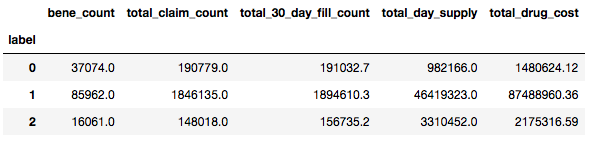 bene_count total_claim_count total_30_day_fill_count total_day_supply total_drug_cost
label
0 37074.0 190779.0 191032.7 982166.0 1480624.12
1 85962.0 1846135.0 1894610.3 46419323.0 87488960.36
2 16061.0 148018.0 156735.2 3310452.0 2175316.59